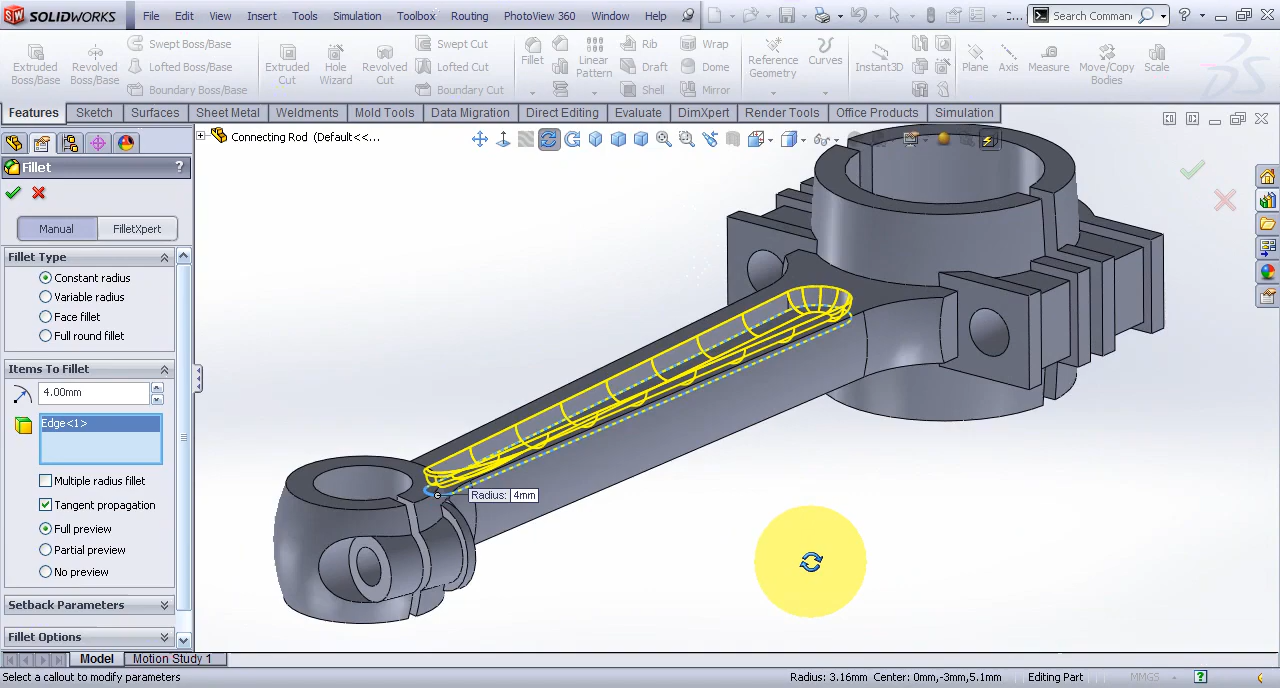 SOLIDWORKS File Edit View Insert Tools Simulation Toolbox Routing PhotoView 360 Window Help Search Comman
Extruded Boss/Base
Revolved Boss/Base
Swept Boss/Base
Lofted Boss/Base
Boundary Boss/Base
Extruded Cut
Hole Wizard
Revolved Cut
Swept Cut
Lofted Cut
Boundary Cut
Fillet
Linear Pattern
Rib
Draft
Shell
Wrap
Dome
Mirror
Reference Geometry
Curves
Instant3D
Plane
Axis
Measure
Move/Copy Bodies
Scale
Features Sketch Surfaces Sheet Metal Weldments Mold Tools Data Migration Direct Editing Evaluate DimXpert Render Tools Office Products Simulation
Connecting Rod (Default<<...
Fillet ?
Manual FilletXpert
Fillet Type
Constant radius
Variable radius
Face fillet
Full round fillet
Items To Fillet
4.00mm
Edge<1>
Multiple radius fillet
Tangent propagation
Full preview
Partial preview
No preview
Setback Parameters
Fillet Options
Radius: 4mm
Model Motion Study 1
Select a callout to modify parameters Radius: 3.16mm Center: 0mm,-3mm,5.1mm Editing Part MMGS